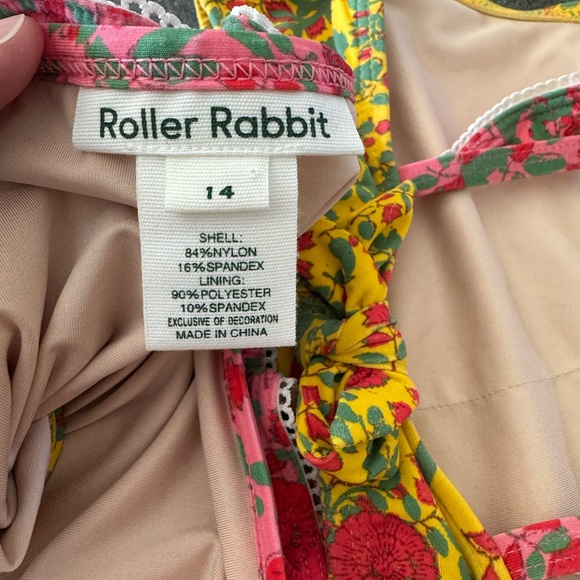 Roller Rabbit
14
SHELL:
84%NYLON
16%SPANDEX
LINING:
90%POLYESTER
10%SPANDEX
EXCLUSIVE OF DECORATION
MADE IN CHINA